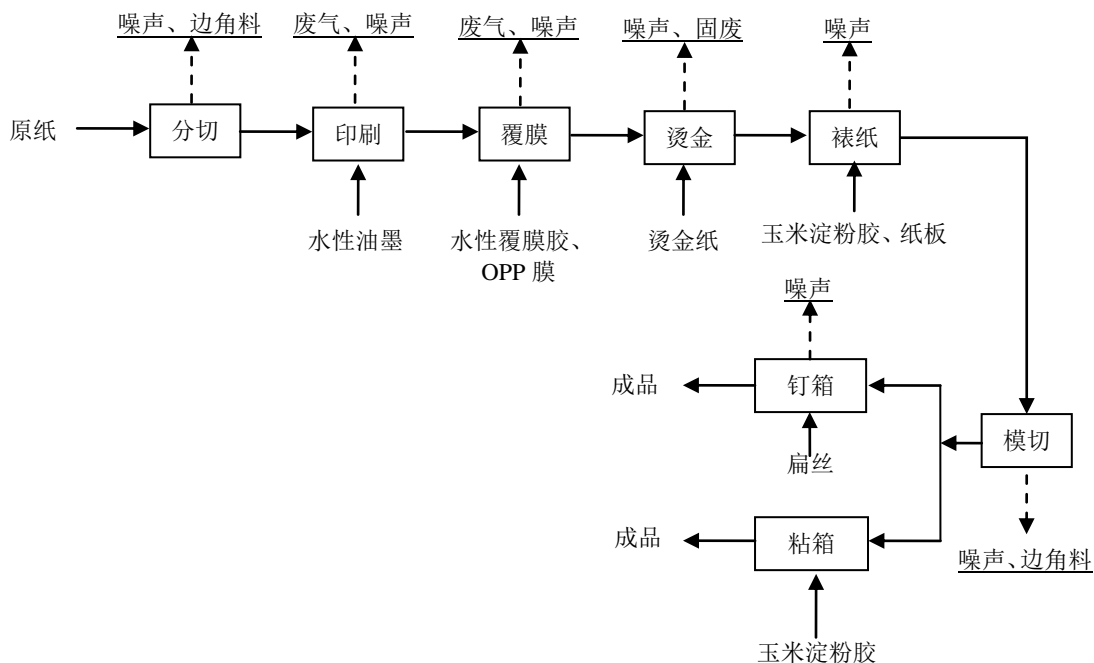 噪声、边角料
废气、噪声
废气、噪声
噪声、固废
噪声
原纸
分切
印刷
覆膜
烫金
裱纸
水性油墨
水性覆膜胶、
OPP 膜
烫金纸
玉米淀粉胶、纸板
噪声
成品
钉箱
模切
扁丝
成品
粘箱
噪声、边角料
玉米淀粉胶